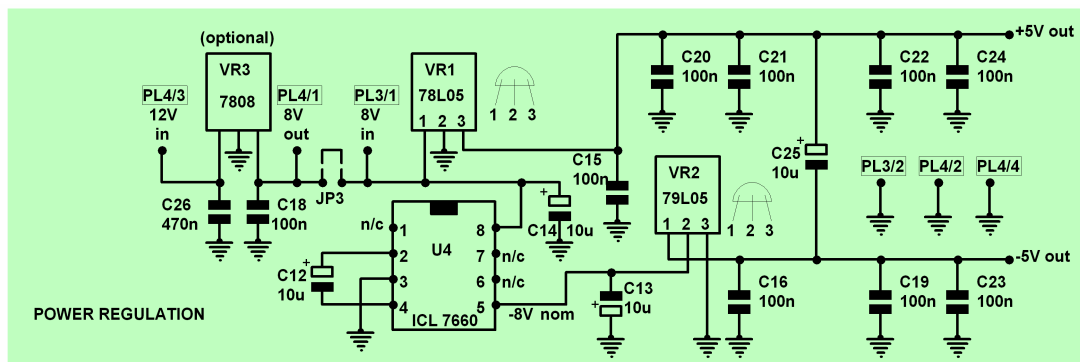 (optional)
VR3
7808
PL4/3
12V
in
PL4/1
8V
out
PL3/1
8V
in
VR1
78L05
1 2 3
1 2 3
+5V out
C20
100n
C21
100n
C22
100n
C24
100n
C25
+
10u
C15
100n
VR2
79L05
1 2 3
1 2 3
PL3/2
PL4/2
PL4/4
JP3
C26
470n
C18
100n
n/c
1
2
3
4
U4
8
7
6
5
n/c
n/c
ICL 7660
+
C14
10u
+
C12
10u
-8V nom
C13
+
10u
-5V out
C16
100n
C19
100n
C23
100n
POWER REGULATION